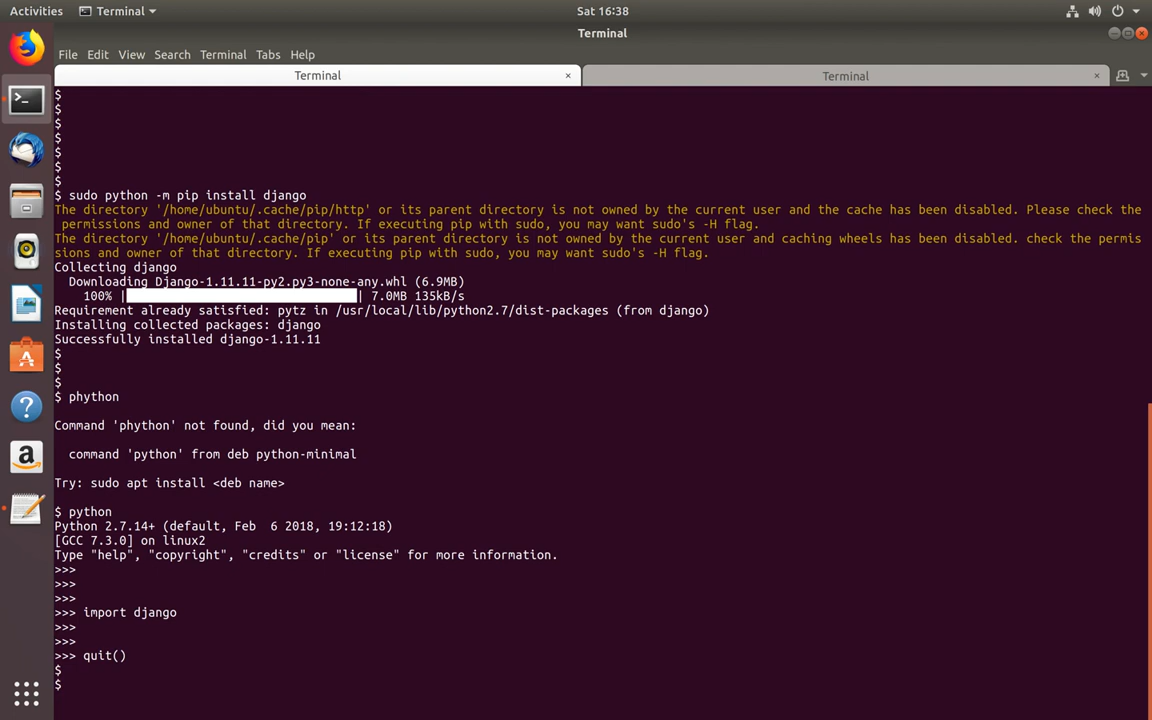 Activities Terminal Sat 16:38
Terminal
File Edit View Search Terminal Tabs Help
Terminal × Terminal ×
$
$
$
$
$
$
$
$ sudo python -m pip install django
The directory '/home/ubuntu/.cache/pip/http' or its parent directory is not owned by the current user and the cache has been disabled. Please check the
permissions and owner of that directory. If executing pip with sudo, you may want sudo's -H flag.
The directory '/home/ubuntu/.cache/pip' or its parent directory is not owned by the current user and caching wheels has been disabled. check the permis
sions and owner of that directory. If executing pip with sudo, you may want sudo's -H flag.
Collecting django
Downloading Django-1.11.11-py2.py3-none-any.whl (6.9MB)
100% | | 7.0MB 135kB/s
Requirement already satisfied: pytz in /usr/local/lib/python2.7/dist-packages (from django)
Installing collected packages: django
Successfully installed django-1.11.11
$
$
$
$ phython
Command 'phython' not found, did you mean:
command 'python' from deb python-minimal
Try: sudo apt install <deb name>
$ python
Python 2.7.14+ (default, Feb  6 2018, 19:12:18)
[GCC 7.3.0] on linux2
Type "help", "copyright", "credits" or "license" for more information.
>>>
>>>
>>>
>>> import django
>>>
>>>
>>> quit()
$
$